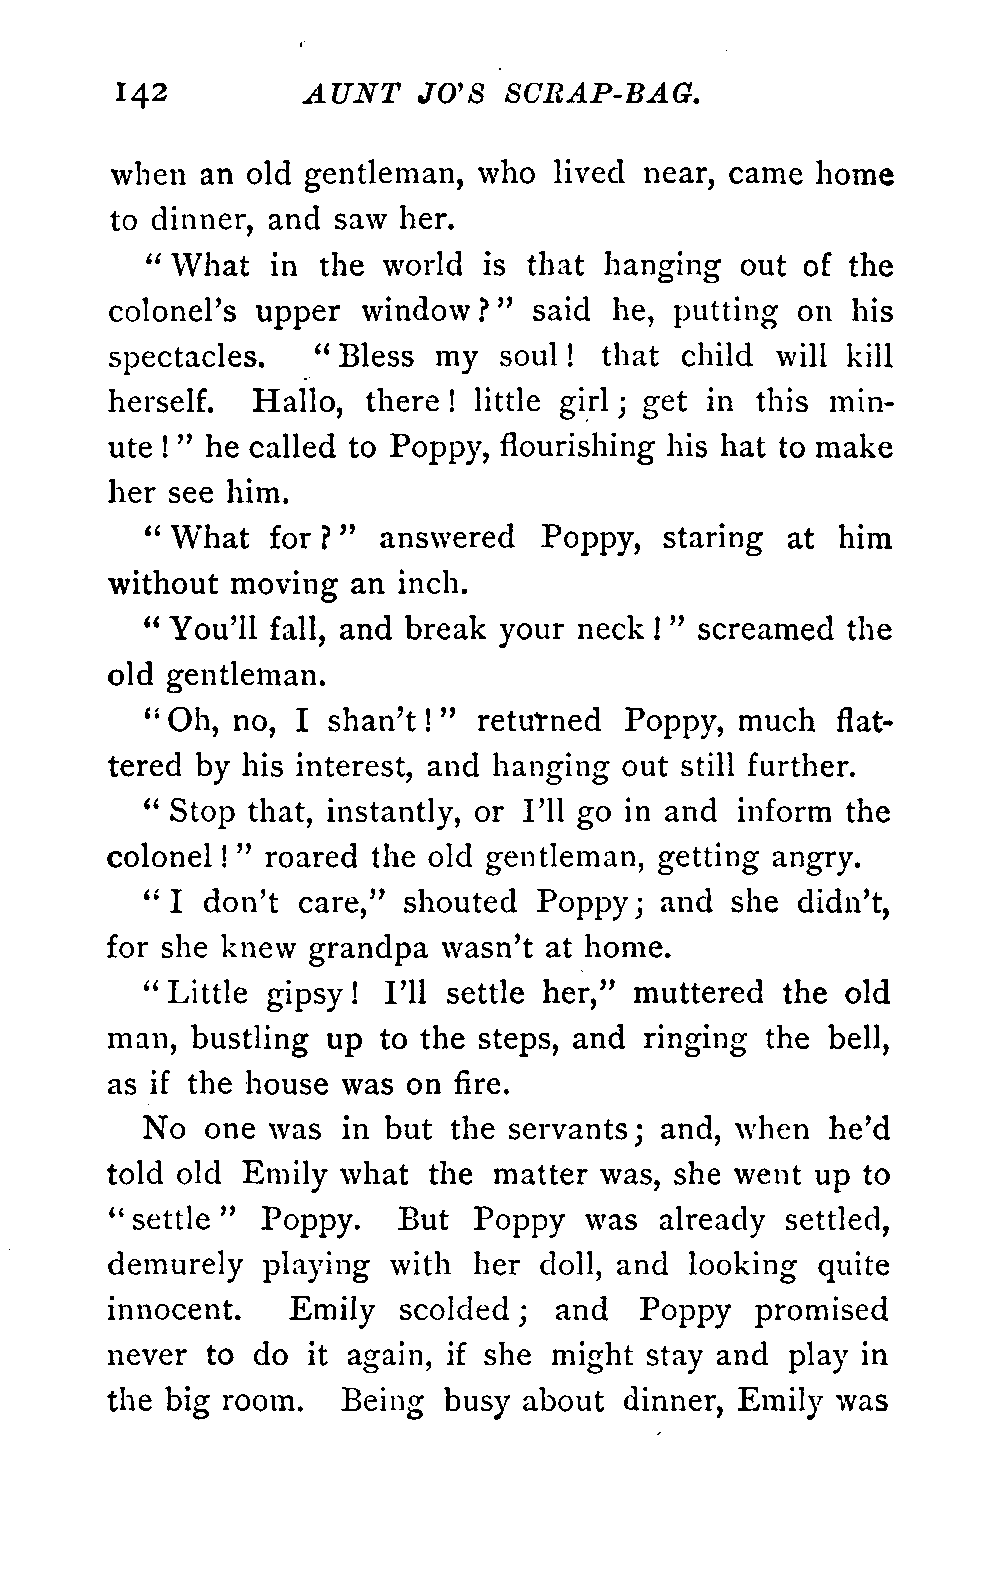 142 AUNT JO'S SCRAP-BAG.
when an old gentleman, who lived near, came home
to dinner, and saw her.
"What in the world is that hanging out of the
colonel's upper window?" said he, putting on his
spectacles. "Bless my soul! that child will kill
herself. Hallo, there! little girl; get in this min-
ute!" he called to Poppy, flourishing his hat to make
her see him.
"What for?" answered Poppy, staring at him
without moving an inch.
"You'll fall, and break your neck!" screamed the
old gentleman.
"Oh, no, I shan't!" returned Poppy, much flat-
tered by his interest, and hanging out still further.
"Stop that, instantly, or I'll go in and inform the
colonel!" roared the old gentleman, getting angry.
"I don't care," shouted Poppy; and she didn't,
for she knew grandpa wasn't at home.
"Little gipsy! I'll settle her," muttered the old
man, bustling up to the steps, and ringing the bell,
as if the house was on fire.
No one was in but the servants; and, when he'd
told old Emily what the matter was, she went up to
"settle" Poppy. But Poppy was already settled,
demurely playing with her doll, and looking quite
innocent. Emily scolded; and Poppy promised
never to do it again, if she might stay and play in
the big room. Being busy about dinner, Emily was